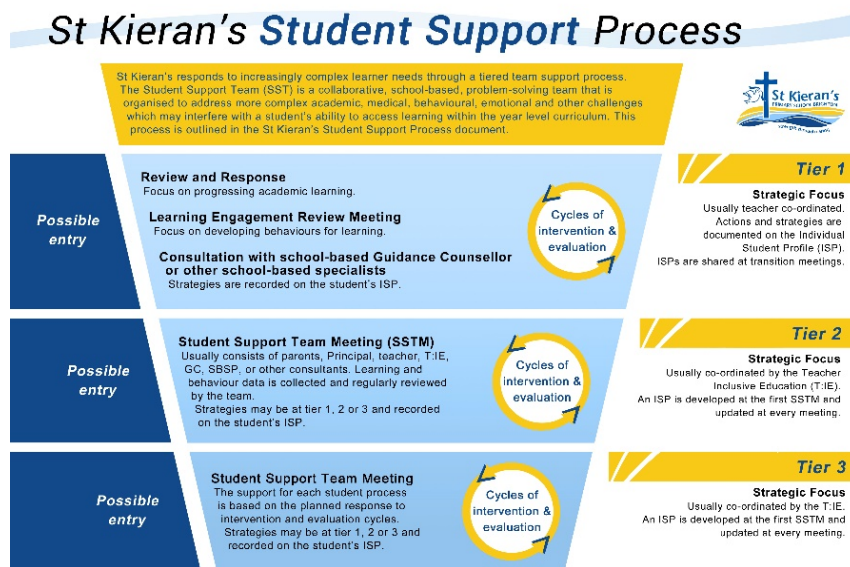 St Kieran's Student Support Process
St Kieran's responds to increasingly complex learner needs through a tiered team support process.
The Student Support Team (SST) is a collaborative, school-based, problem-solving team that is
organised to address more complex academic, medical, behavioural, emotional and other challenges
which may interfere with a student's ability to access learning within the year level curriculum. This
process is outlined in the St Kieran's Student Support Process document.
St Kieran's
PRIMARY SCHOOL BRIGHTON
Possible
entry
Review and Response
Focus on progressing academic learning.
Learning Engagement Review Meeting
Focus on developing behaviours for learning.
Consultation with school-based Guidance Counsellor
or other school-based specialists
Strategies are recorded on the student's ISP.
Cycles of
intervention &
evaluation
Tier 1
Strategic Focus
Usually teacher co-ordinated.
Actions and strategies are
documented on the Individual
Student Profile (ISP).
ISPs are shared at transition meetings.
Possible
entry
Student Support Team Meeting (SSTM)
Usually consists of parents, Principal, teacher, T:IE,
GC, SBSP, or other consultants. Learning and
behaviour data is collected and regularly reviewed
by the team.
Strategies may be at tier 1, 2 or 3 and recorded
on the student's ISP.
Cycles of
intervention &
evaluation
Tier 2
Strategic Focus
Usually co-ordinated by the Teacher
Inclusive Education (T:IE).
An ISP is developed at the first SSTM and
updated at every meeting.
Possible
entry
Student Support Team Meeting
The support for each student process
is based on the planned response to
intervention and evaluation cycles.
Strategies may be at tier 1, 2 or 3 and
recorded on the student's ISP.
Cycles of
intervention &
evaluation
Tier 3
Strategic Focus
Usually co-ordinated by the T:IE.
An ISP is developed at the first SSTM and
updated at every meeting.